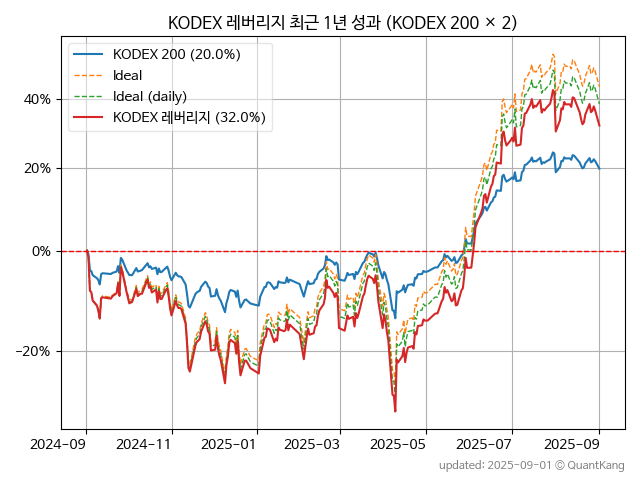 KODEX 레버리지 최근 1년 성과 (KODEX 200 × 2)
KODEX 200 (20.0%)
Ideal
Ideal (daily)
KODEX 레버리지 (32.0%)
40%
20%
0%
−20%
2024-09 2024-11 2025-01 2025-03 2025-05 2025-07 2025-09
updated: 2025-09-01 © QuantKang